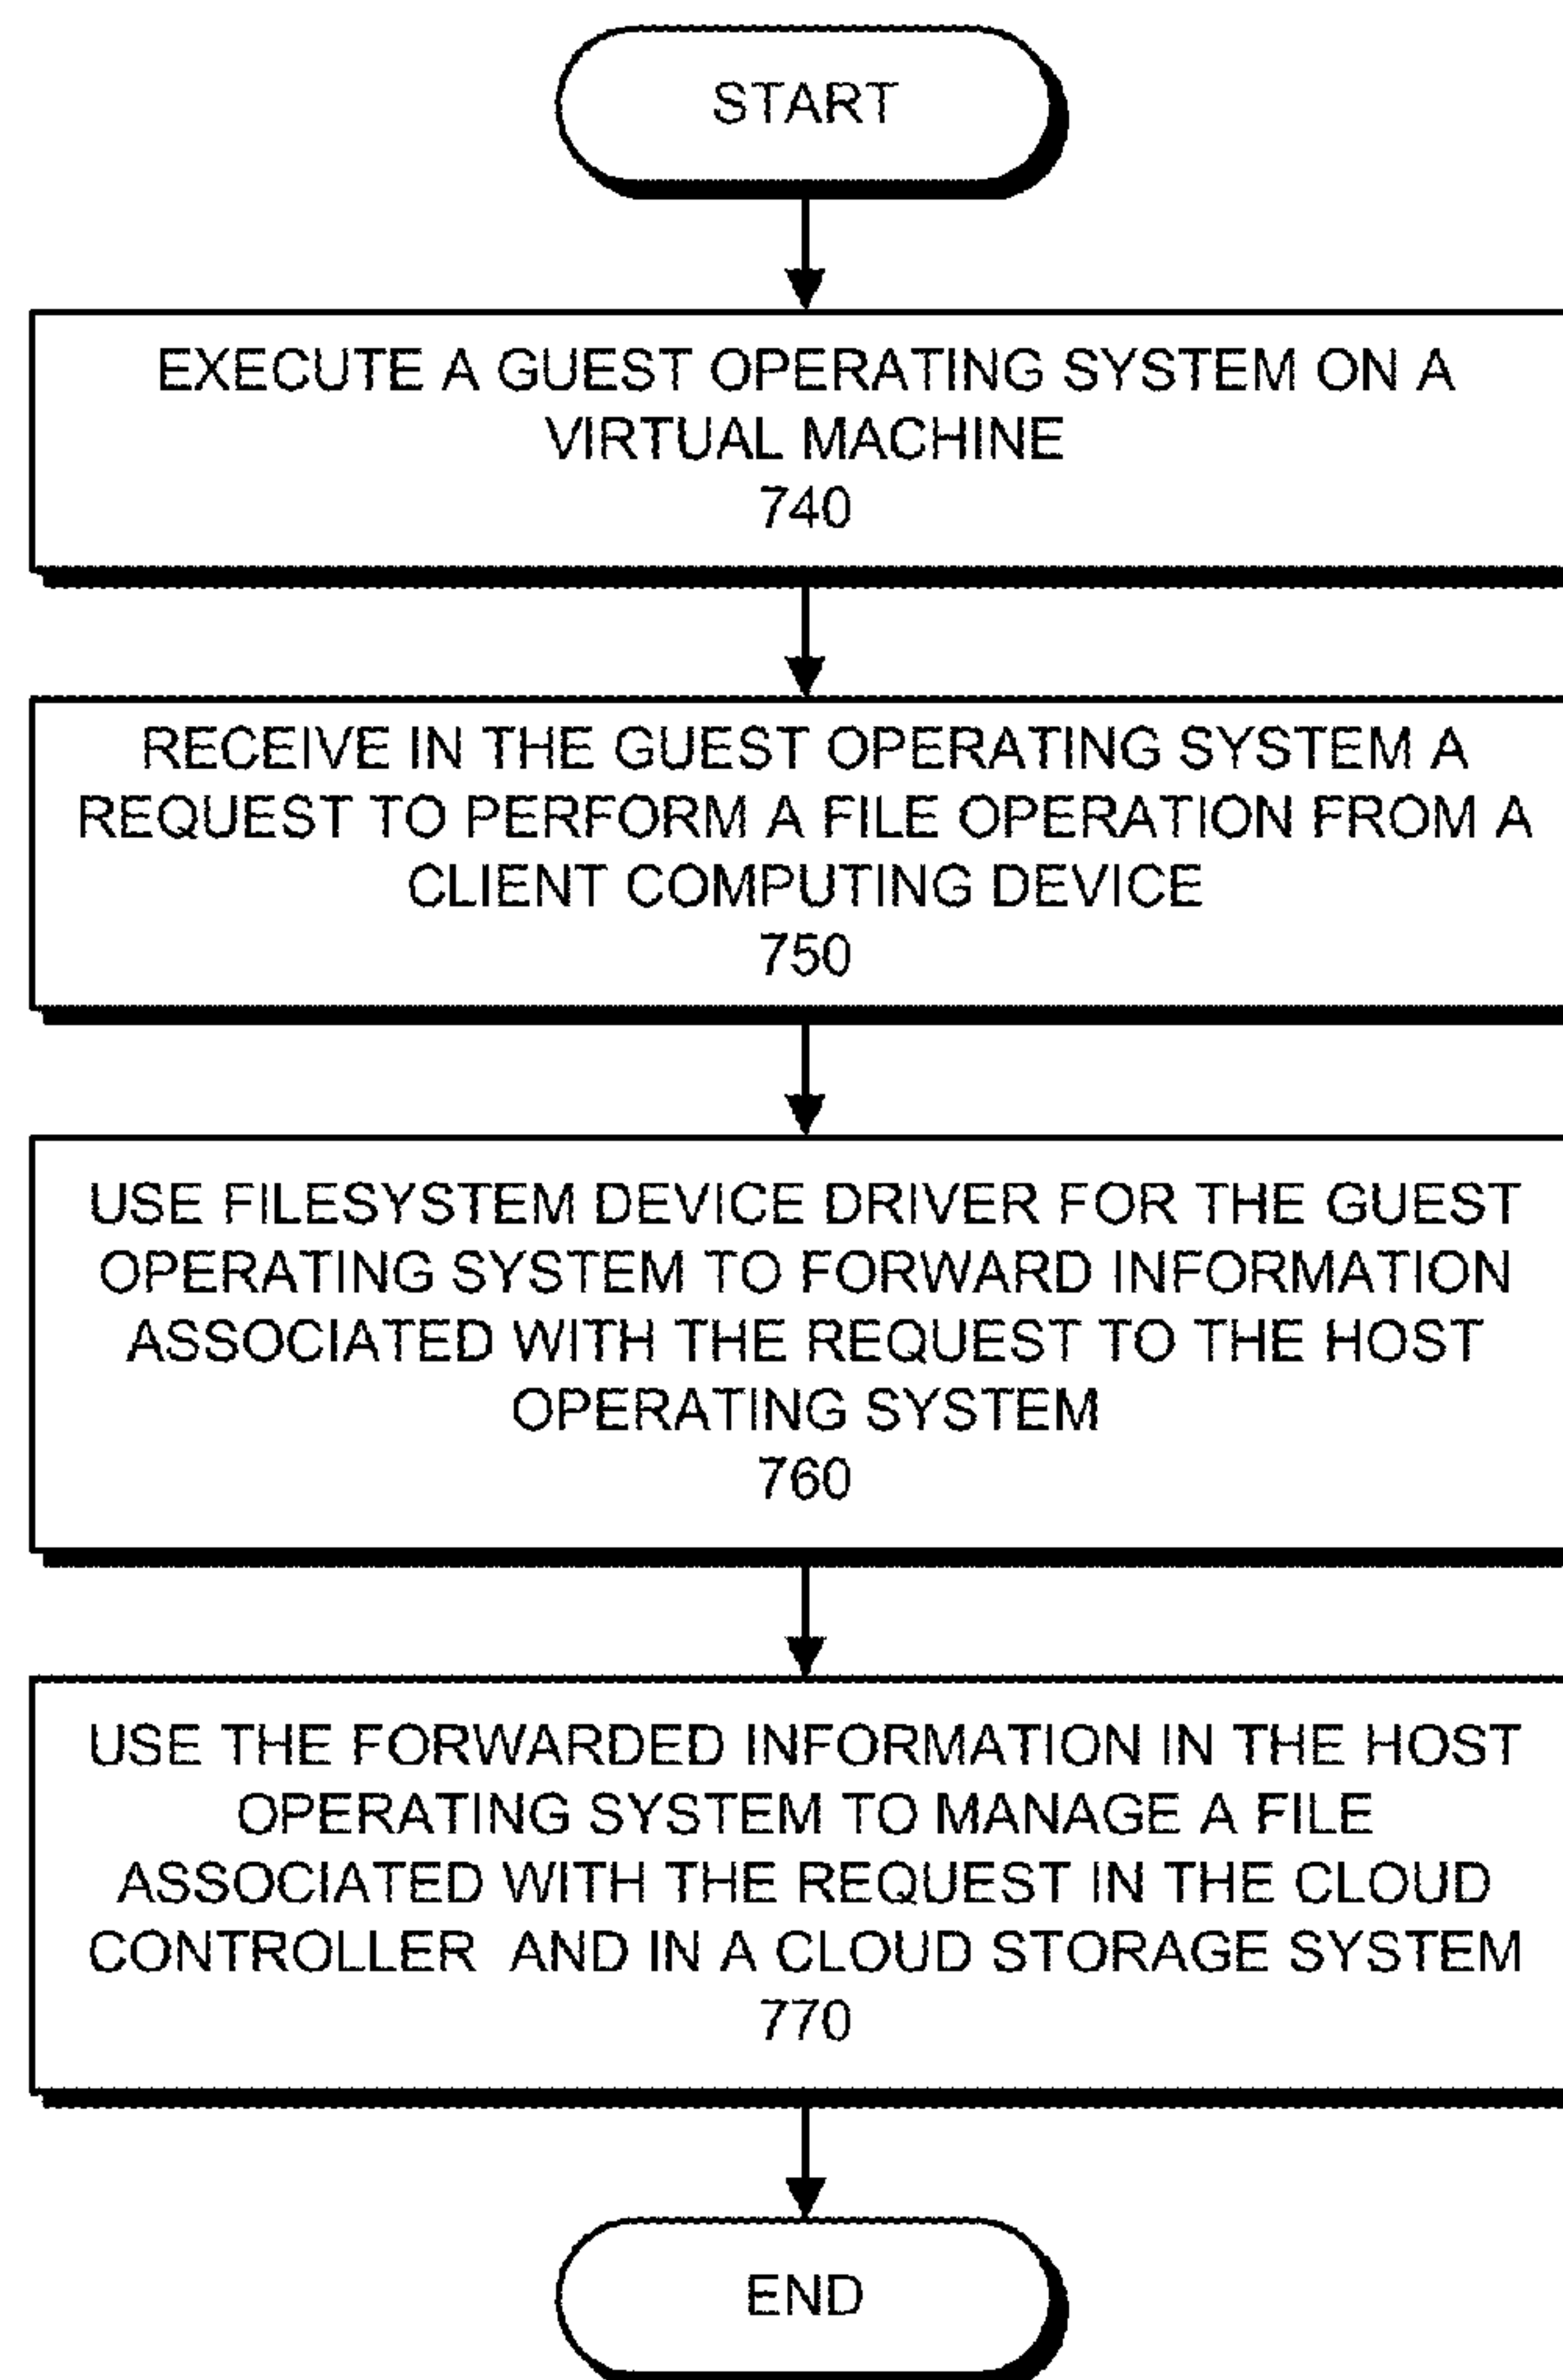 START
EXECUTE A GUEST OPERATING SYSTEM ON A
VIRTUAL MACHINE
740
RECEIVE IN THE GUEST OPERATING SYSTEM A
REQUEST TO PERFORM A FILE OPERATION FROM A
CLIENT COMPUTING DEVICE
750
USE FILESYSTEM DEVICE DRIVER FOR THE GUEST
OPERATING SYSTEM TO FORWARD INFORMATION
ASSOCIATED WITH THE REQUEST TO THE HOST
OPERATING SYSTEM
760
USE THE FORWARDED INFORMATION IN THE HOST
OPERATING SYSTEM TO MANAGE A FILE
ASSOCIATED WITH THE REQUEST IN THE CLOUD
CONTROLLER AND IN A CLOUD STORAGE SYSTEM
770
END